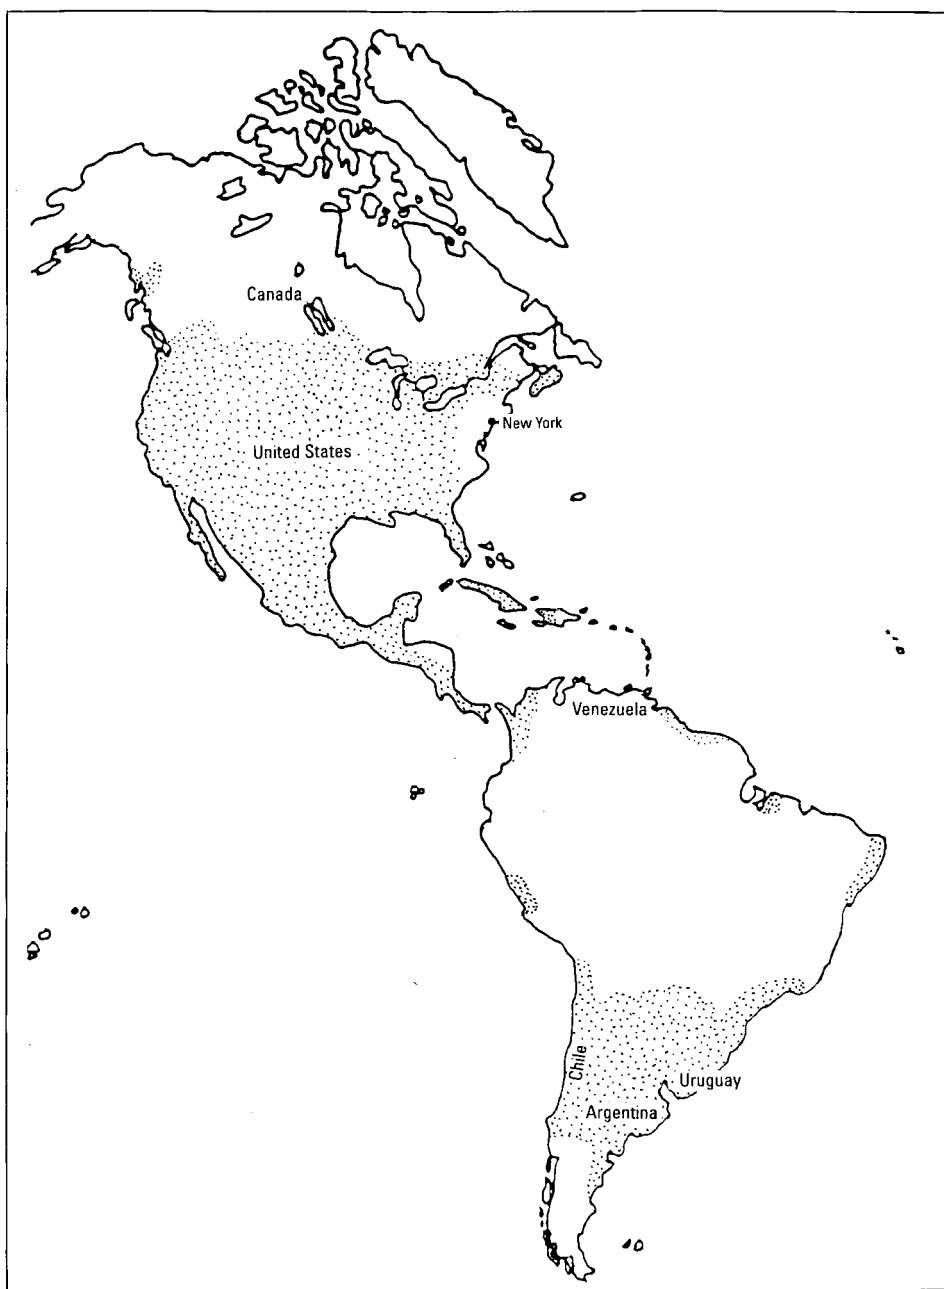 Canada
New York
United States
Venezuela
Chile
Uruguay
Argentina